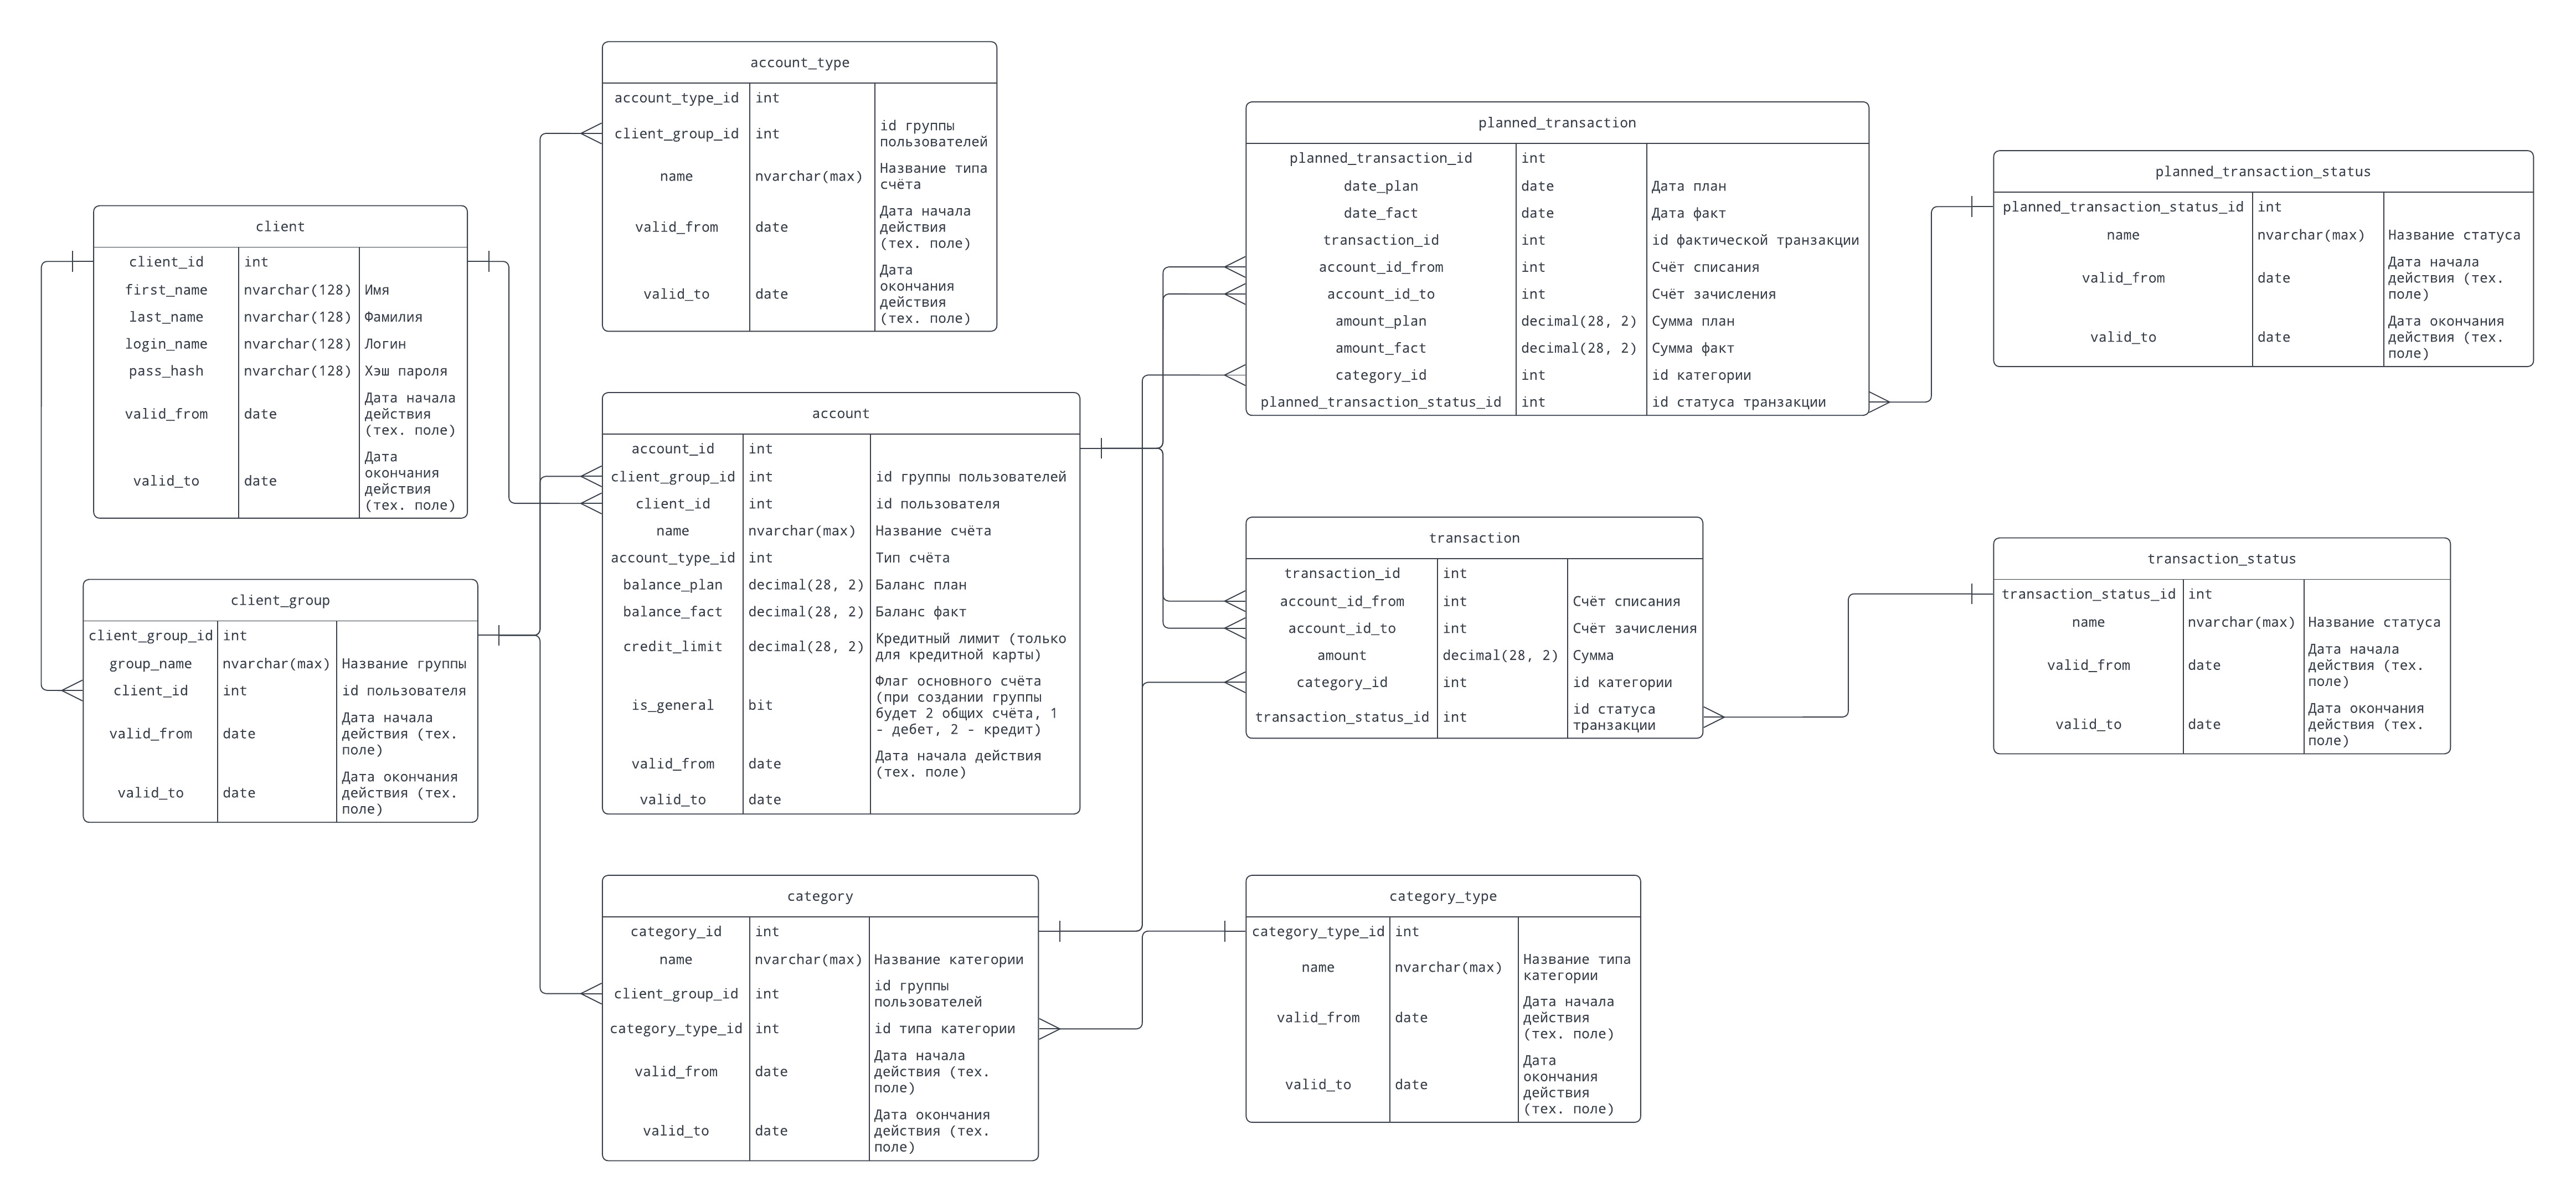 account_type
account_type_id int
client_group_id int id группы
пользователей
name nvarchar(max) Название типа
счёта
valid_from date Дата начала
действия
(тех. поле)
valid_to date Дата
окончания
действия
(тех. поле)
client
client_id int
first_name nvarchar(128) Имя
last_name nvarchar(128) Фамилия
login_name nvarchar(128) Логин
pass_hash nvarchar(128) Хэш пароля
valid_from date Дата начала
действия
(тех. поле)
valid_to date Дата
окончания
действия
(тех. поле)
client_group
client_group_id int
group_name nvarchar(max) Название группы
client_id int id пользователя
valid_from date Дата начала
действия (тех.
поле)
valid_to date Дата окончания
действия (тех.
поле)
account
account_id int
client_group_id int id группы пользователей
client_id int id пользователя
name nvarchar(max) Название счёта
account_type_id int Тип счёта
balance_plan decimal(28, 2) Баланс план
balance_fact decimal(28, 2) Баланс факт
credit_limit decimal(28, 2) Кредитный лимит (только
для кредитной карты)
is_general bit Флаг основного счёта
(при создании группы
будет 2 общих счёта, 1
- дебет, 2 - кредит)
valid_from date Дата начала действия
(тех. поле)
valid_to date
category
category_id int
name nvarchar(max) Название категории
client_group_id int id группы
пользователей
category_type_id int id типа категории
valid_from date Дата начала
действия (тех.
поле)
valid_to date Дата окончания
действия (тех.
поле)
planned_transaction
planned_transaction_id int
date_plan date Дата план
date_fact date Дата факт
transaction_id int id фактической транзакции
account_id_from int Счёт списания
account_id_to int Счёт зачисления
amount_plan decimal(28, 2) Сумма план
amount_fact decimal(28, 2) Сумма факт
category_id int id категории
planned_transaction_status_id int id статуса транзакции
transaction
transaction_id int
account_id_from int Счёт списания
account_id_to int Счёт зачисления
amount decimal(28, 2) Сумма
category_id int id категории
transaction_status_id int id статуса
транзакции
category_type
category_type_id int
name nvarchar(max) Название типа
категории
valid_from date Дата начала
действия
(тех. поле)
valid_to date Дата
окончания
действия
(тех. поле)
planned_transaction_status
planned_transaction_status_id int
name nvarchar(max) Название статуса
valid_from date Дата начала
действия (тех.
поле)
valid_to date Дата окончания
действия (тех.
поле)
transaction_status
transaction_status_id int
name nvarchar(max) Название статуса
valid_from date Дата начала
действия (тех.
поле)
valid_to date Дата окончания
действия (тех.
поле)